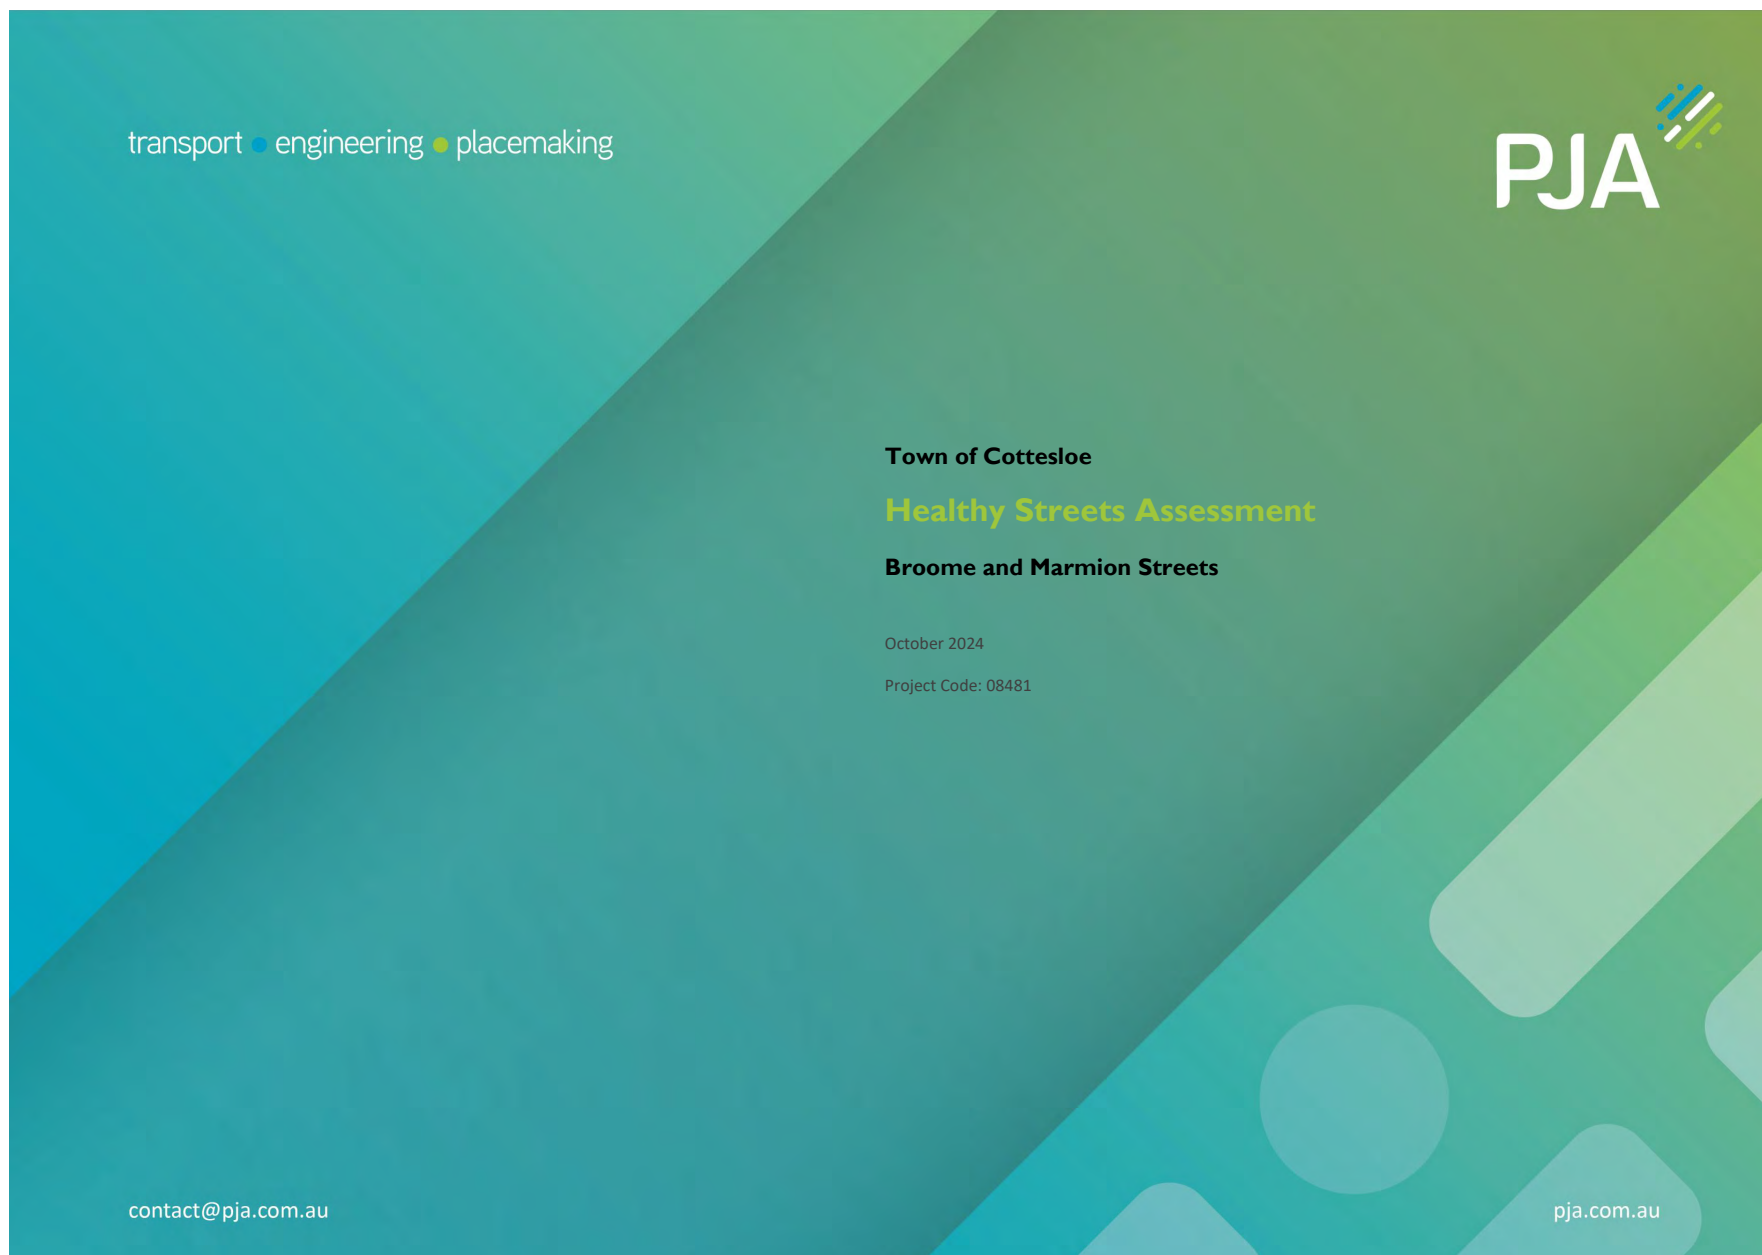 transport engineering placemaking
PJA
Town of Cottesloe
Healthy Streets Assessment
Broome and Marmion Streets
October 2024
Project Code: 08481
contact@pja.com.au
pja.com.au